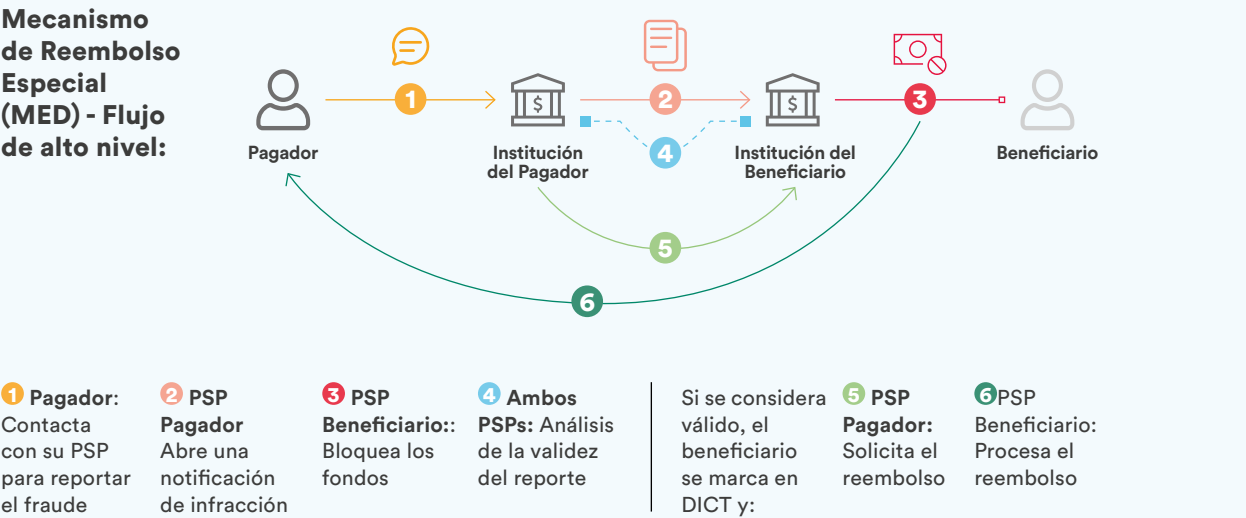 Mecanismo
de Reembolso
Especial
(MED) - Flujo
de alto nivel:
1
2
3
$
$
4
Pagador
Institución
del Pagador
Institución del
Beneficiario
Beneficiario
5
6
1 Pagador:
Contacta
con su PSP
para reportar
el fraude
2 PSP
Pagador
Abre una
notificación
de infracción
3 PSP
Beneficiario::
Bloquea los
fondos
4 Ambos
PSPs: Análisis
de la validez
del reporte
Si se considera
válido, el
beneficiario
se marca en
DICT y:
5 PSP
Pagador:
Solicita el
reembolso
6 PSP
Beneficiario:
Procesa el
reembolso